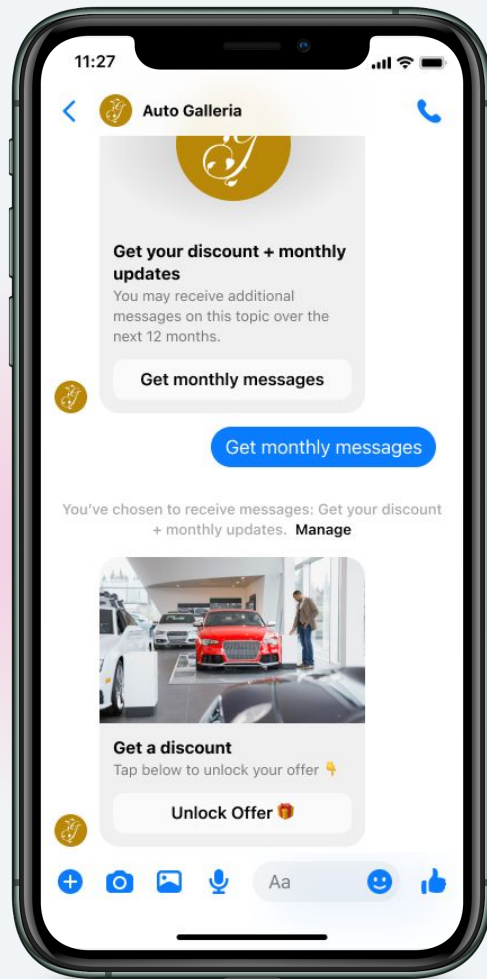 11:27
Auto Galleria
Get your discount + monthly
updates
You may receive additional
messages on this topic over the
next 12 months.
Get monthly messages
Get monthly messages
You've chosen to receive messages: Get your discount
+ monthly updates. Manage
Get a discount
Tap below to unlock your offer 👇
Unlock Offer 🎁
Aa